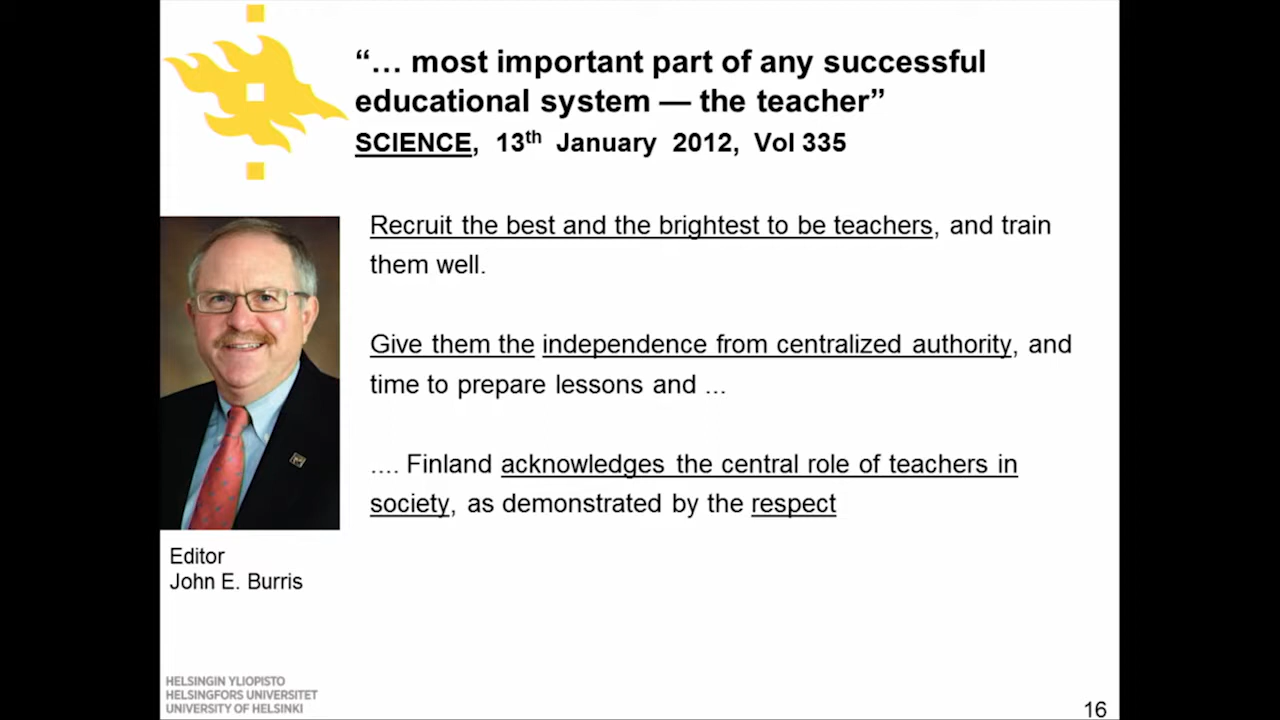 “… most important part of any successful
educational system — the teacher”
SCIENCE, 13th January 2012, Vol 335
Recruit the best and the brightest to be teachers, and train
them well.
Give them the independence from centralized authority, and
time to prepare lessons and ...
.... Finland acknowledges the central role of teachers in
society, as demonstrated by the respect
Editor
John E. Burris
HELSINGIN YLIOPISTO
HELSINGFORS UNIVERSITET
UNIVERSITY OF HELSINKI
16